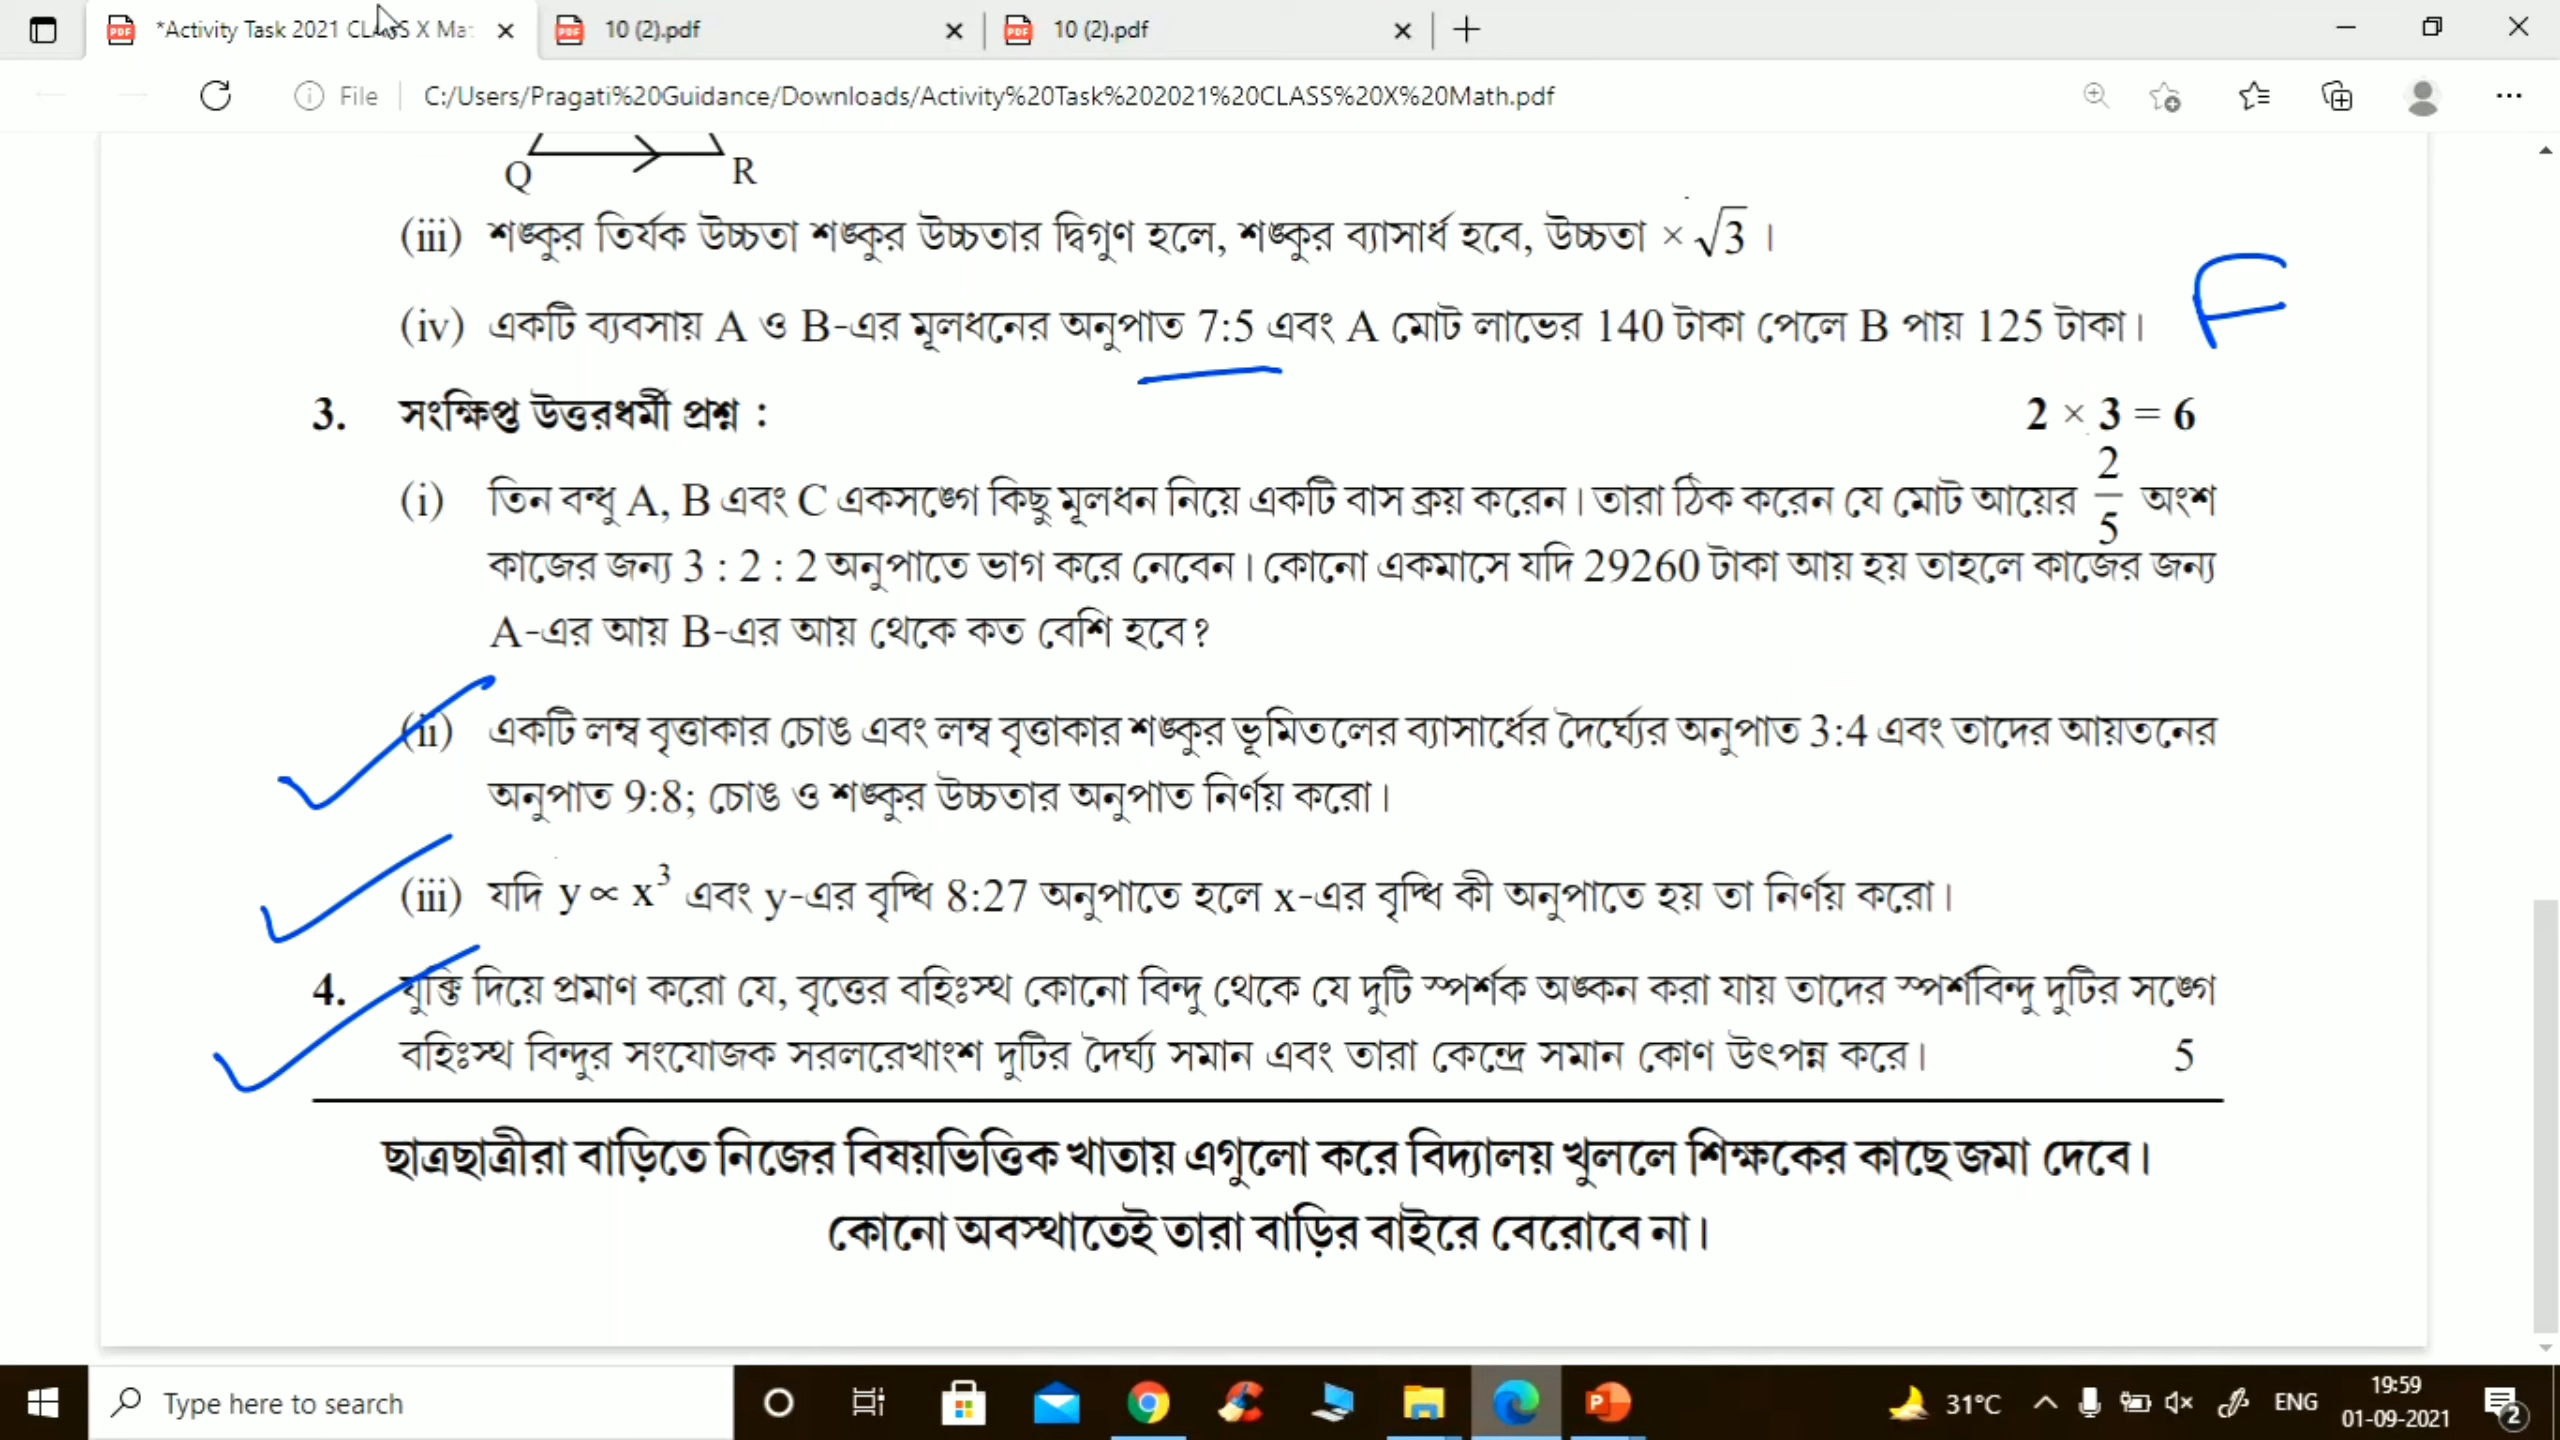 *Activity Task 2021 CLASS X Ma
10 (2).pdf
10 (2).pdf
File
C:/Users/Pragati%20Guidance/Downloads/Activity%20Task%202021%20CLASS%20X%20Math.pdf
Q R
(iii) শঙ্কুর তির্যক উচ্চতা শঙ্কুর উচ্চতার দ্বিগুণ হলে, শঙ্কুর ব্যাসার্ধ হবে, উচ্চতা × √3 ।
(iv) একটি ব্যবসায় A ও B-এর মূলধনের অনুপাত 7:5 এবং A মোট লাভের 140 টাকা পেলে B পায় 125 টাকা। F
3. সংক্ষিপ্ত উত্তরধর্মী প্রশ্ন : 2 × 3 = 6
(i) তিন বন্ধু A, B এবং C একসঙ্গে কিছু মূলধন নিয়ে একটি বাস ক্রয় করেন। তারা ঠিক করেন যে মোট আয়ের 2/5 অংশ
কাজের জন্য 3 : 2 : 2 অনুপাতে ভাগ করে নেবেন। কোনো একমাসে যদি 29260 টাকা আয় হয় তাহলে কাজের জন্য
A-এর আয় B-এর আয় থেকে কত বেশি হবে?
(ii) একটি লম্ব বৃত্তাকার চোঙ এবং লম্ব বৃত্তাকার শঙ্কুর ভূমিতলের ব্যাসার্ধের দৈর্ঘ্যের অনুপাত 3:4 এবং তাদের আয়তনের
অনুপাত 9:8; চোঙ ও শঙ্কুর উচ্চতার অনুপাত নির্ণয় করো।
(iii) যদি y ∝ x³ এবং y-এর বৃদ্ধি 8:27 অনুপাতে হলে x-এর বৃদ্ধি কী অনুপাতে হয় তা নির্ণয় করো।
4. যুক্তি দিয়ে প্রমাণ করো যে, বৃত্তের বহিঃস্থ কোনো বিন্দু থেকে যে দুটি স্পর্শক অঙ্কন করা যায় তাদের স্পর্শবিন্দু দুটির সঙ্গে
বহিঃস্থ বিন্দুর সংযোজক সরলরেখাংশ দুটির দৈর্ঘ্য সমান এবং তারা কেন্দ্রে সমান কোণ উৎপন্ন করে। 5
ছাত্রছাত্রীরা বাড়িতে নিজের বিষয়ভিত্তিক খাতায় এগুলো করে বিদ্যালয় খুললে শিক্ষকের কাছে জমা দেবে।
কোনো অবস্থাতেই তারা বাড়ির বাইরে বেরোবে না।
Type here to search
31°C
ENG
19:59
01-09-2021
2